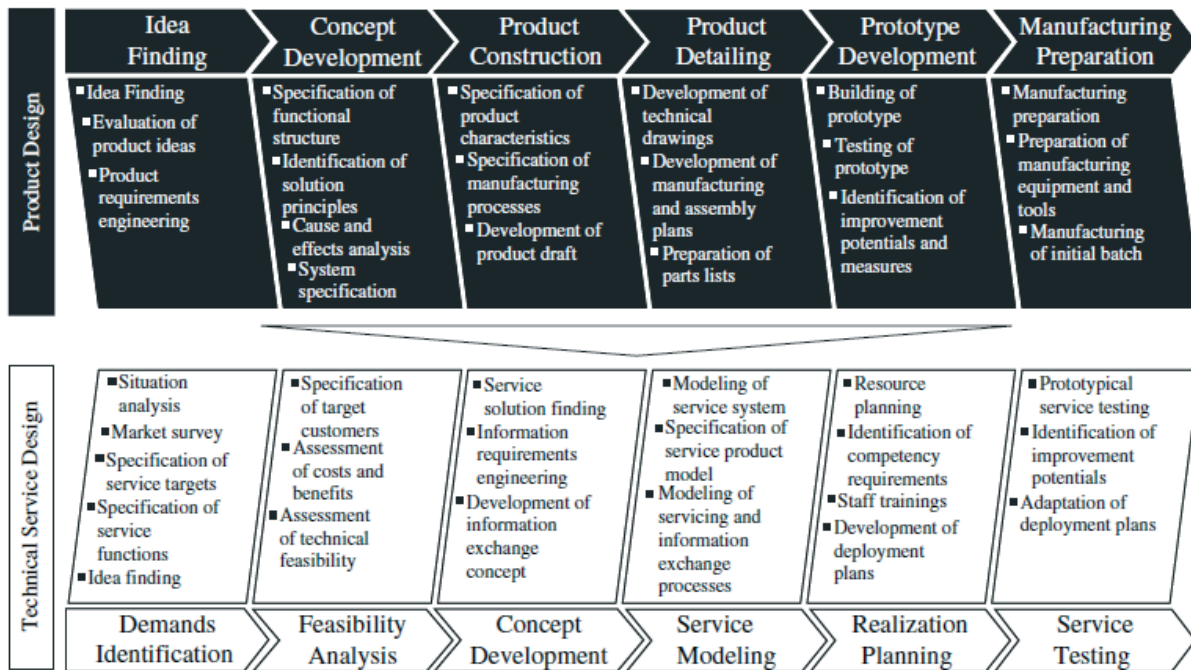 Product Design
Idea
Finding
Concept
Development
Product
Construction
Product
Detailing
Prototype
Development
Manufacturing
Preparation
Idea Finding
Evaluation of
product ideas
Product
requirements
engineering
Specification of
functional
structure
Identification of
solution
principles
Cause and
effects analysis
System
specification
Specification of
product
characteristics
Specification of
manufacturing
processes
Development of
product draft
Development of
technical
drawings
Development of
manufacturing
and assembly
plans
Preparation of
parts lists
Building of
prototype
Testing of
prototype
Identification of
improvement
potentials and
measures
Manufacturing
preparation
Preparation of
manufacturing
equipment and
tools
Manufacturing
of initial batch
Technical Service Design
Situation
analysis
Market survey
Specification of
service targets
Specification of
service
functions
Idea finding
Specification
of target
customers
Assessment
of costs and
benefits
Assessment
of technical
feasibility
Service
solution finding
Information
requirements
engineering
Development of
information
exchange
concept
Modeling of
service system
Specification of
service product
model
Modeling of
servicing and
information
exchange
processes
Resource
planning
Identification of
competency
requirements
Staff trainings
Development of
deployment
plans
Prototypical
service testing
Identification of
improvement
potentials
Adaptation of
deployment plans
Demands
Identification
Feasibility
Analysis
Concept
Development
Service
Modeling
Realization
Planning
Service
Testing